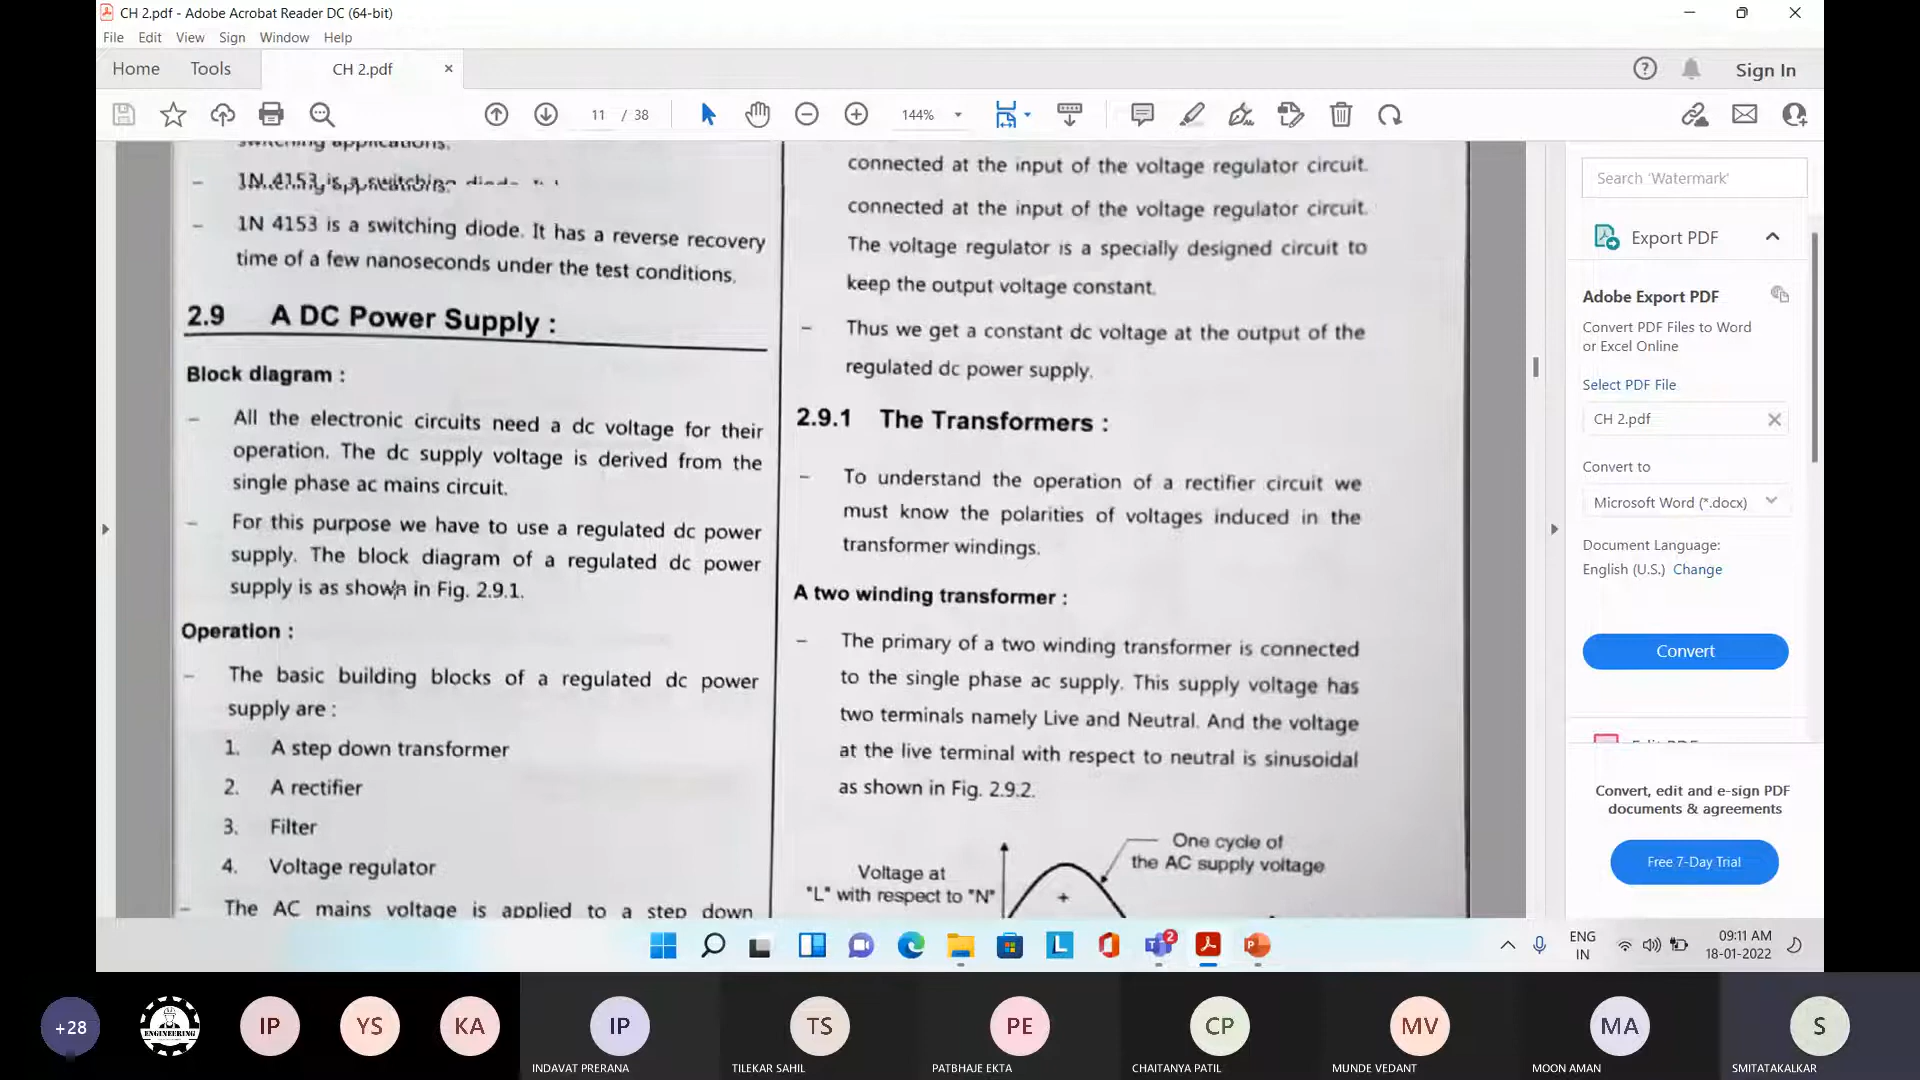 CH 2.pdf - Adobe Acrobat Reader DC (64-bit)
File Edit View Sign Window Help
Home Tools CH 2.pdf × Sign In
11 / 38 144%
switching applications.
1N 4153 is a switching
– 1N 4153 is a switching diode. It has a reverse recovery
time of a few nanoseconds under the test conditions.
2.9 A DC Power Supply :
Block diagram :
– All the electronic circuits need a dc voltage for their
operation. The dc supply voltage is derived from the
single phase ac mains circuit.
– For this purpose we have to use a regulated dc power
supply. The block diagram of a regulated dc power
supply is as shown in Fig. 2.9.1.
Operation :
– The basic building blocks of a regulated dc power
supply are :
1. A step down transformer
2. A rectifier
3. Filter
4. Voltage regulator
– The AC mains voltage is applied to a step down
connected at the input of the voltage regulator circuit.
connected at the input of the voltage regulator circuit.
The voltage regulator is a specially designed circuit to
keep the output voltage constant.
– Thus we get a constant dc voltage at the output of the
regulated dc power supply.
2.9.1 The Transformers :
– To understand the operation of a rectifier circuit we
must know the polarities of voltages induced in the
transformer windings.
A two winding transformer :
– The primary of a two winding transformer is connected
to the single phase ac supply. This supply voltage has
two terminals namely Live and Neutral. And the voltage
at the live terminal with respect to neutral is sinusoidal
as shown in Fig. 2.9.2.
One cycle of
the AC supply voltage
Voltage at
"L" with respect to "N"
+
Search 'Watermark'
Export PDF
Adobe Export PDF
Convert PDF Files to Word
or Excel Online
Select PDF File
CH 2.pdf
Convert to
Microsoft Word (*.docx)
Document Language:
English (U.S.) Change
Convert
Convert, edit and e-sign PDF
documents & agreements
Free 7-Day Trial
2
ENG
IN
09:11 AM
18-01-2022
+28 ENGINEERING IP YS KA IP TS PE CP MV MA S
INDAVAT PRERANA TILEKAR SAHIL PATBHAJE EKTA CHAITANYA PATIL MUNDE VEDANT MOON AMAN SMITATAKALKAR